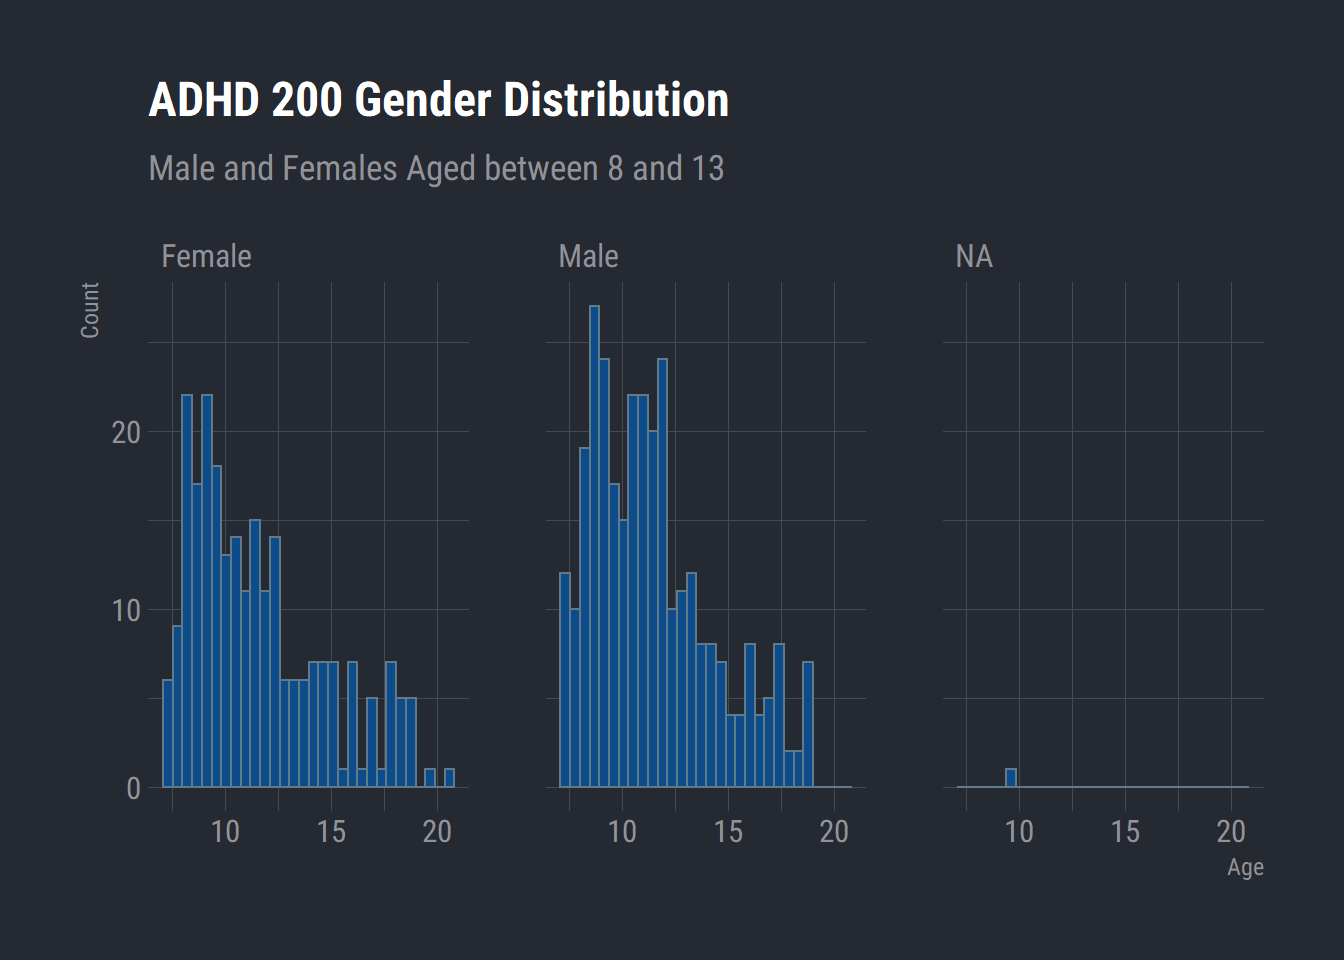 ADHD 200 Gender Distribution
Male and Females Aged between 8 and 13
Female
Male
NA
Count
20
10
0
10 15 20
10 15 20
10 15 20
Age